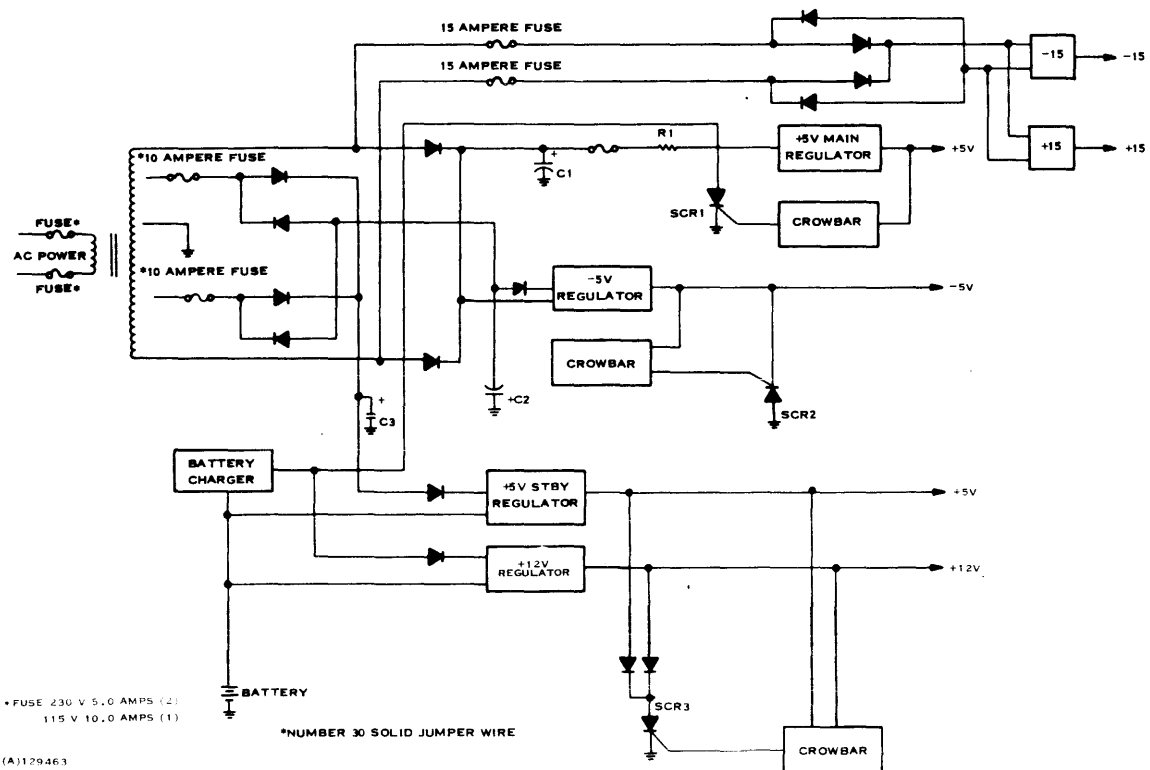 15 AMPERE FUSE
15 AMPERE FUSE
-15
-15
+15
+15
R1
+5V MAIN
REGULATOR
+5V
+
C1
SCR1
CROWBAR
*10 AMPERE FUSE
FUSE*
AC POWER
FUSE*
*10 AMPERE FUSE
-5V
REGULATOR
-5V
CROWBAR
SCR2
+C2
+
C3
BATTERY
CHARGER
+5V STBY
REGULATOR
+5V
+12V
REGULATOR
+12V
BATTERY
SCR3
CROWBAR
*FUSE 230 V 5.0 AMPS (2)
115 V 10.0 AMPS (1)
*NUMBER 30 SOLID JUMPER WIRE
(A)129463